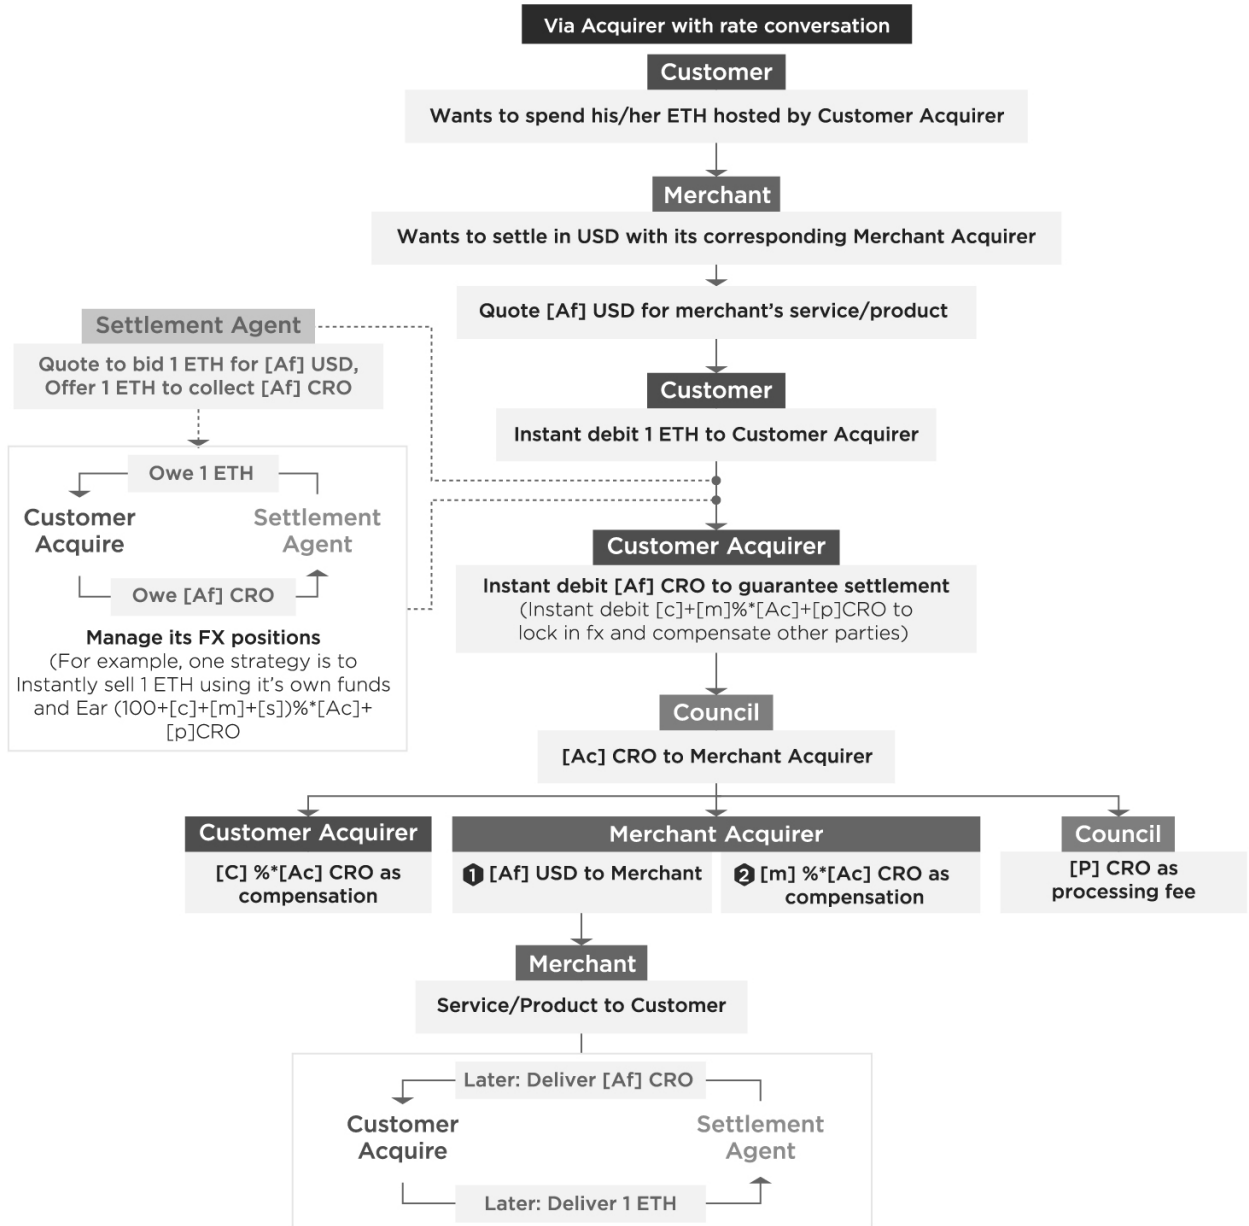 Via Acquirer with rate conversation
Customer
Wants to spend his/her ETH hosted by Customer Acquirer
Merchant
Wants to settle in USD with its corresponding Merchant Acquirer
Quote [Af] USD for merchant's service/product
Settlement Agent
Quote to bid 1 ETH for [Af] USD,
Offer 1 ETH to collect [Af] CRO
Customer
Instant debit 1 ETH to Customer Acquirer
Owe 1 ETH
Customer
Acquire
Settlement
Agent
Owe [Af] CRO
Manage its FX positions
(For example, one strategy is to
Instantly sell 1 ETH using it's own funds
and Ear (100+[c]+[m]+[s])%*[Ac]+
[p]CRO
Customer Acquirer
Instant debit [Af] CRO to guarantee settlement
(Instant debit [c]+[m]%*[Ac]+[p]CRO to
lock in fx and compensate other parties)
Council
[Ac] CRO to Merchant Acquirer
Customer Acquirer
[C] %*[Ac] CRO as
compensation
Merchant Acquirer
1 [Af] USD to Merchant
2 [m] %*[Ac] CRO as
compensation
Council
[P] CRO as
processing fee
Merchant
Service/Product to Customer
Later: Deliver [Af] CRO
Customer
Acquire
Settlement
Agent
Later: Deliver 1 ETH